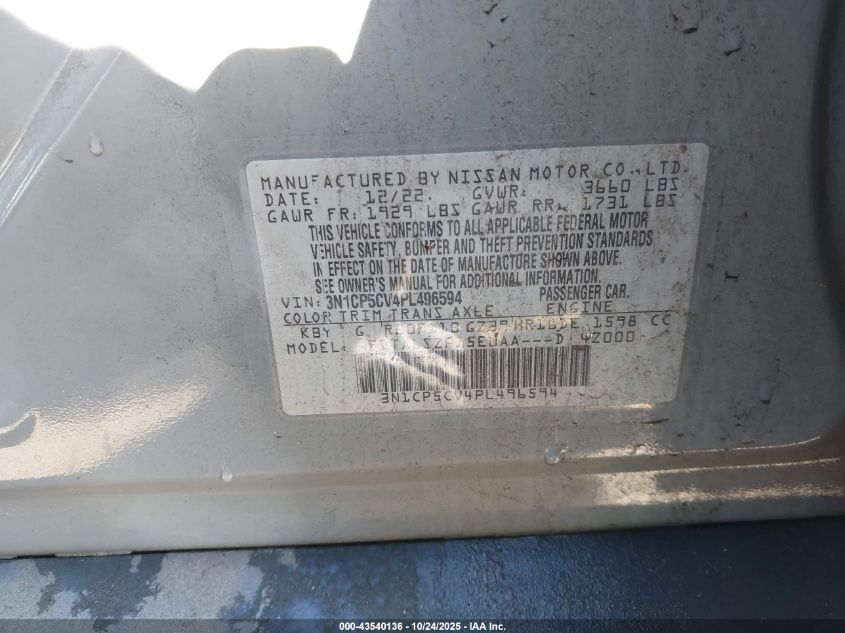 MANUFACTURED BY NISSAN MOTOR CO., LTD.
DATE: 12/22. GVWR: 3660 LBS
GAWR FR: 1929 LBS GAWR RR. 1731 LBS
THIS VEHICLE CONFORMS TO ALL APPLICABLE FEDERAL MOTOR
VEHICLE SAFETY, BUMPER AND THEFT PREVENTION STANDARDS
IN EFFECT ON THE DATE OF MANUFACTURE SHOWN ABOVE.
SEE OWNER'S MANUAL FOR ADDITIONAL INFORMATION.
VIN: 3N1CP5CV4PL496594 PASSENGER CAR.
COLOR TRIM TRANS AXLE ENGINE
KBY G 1598 CC
MODEL: 42000
3N1CP5CV4PL496594
000-43540136 - 10/24/2025 - IAA Inc.